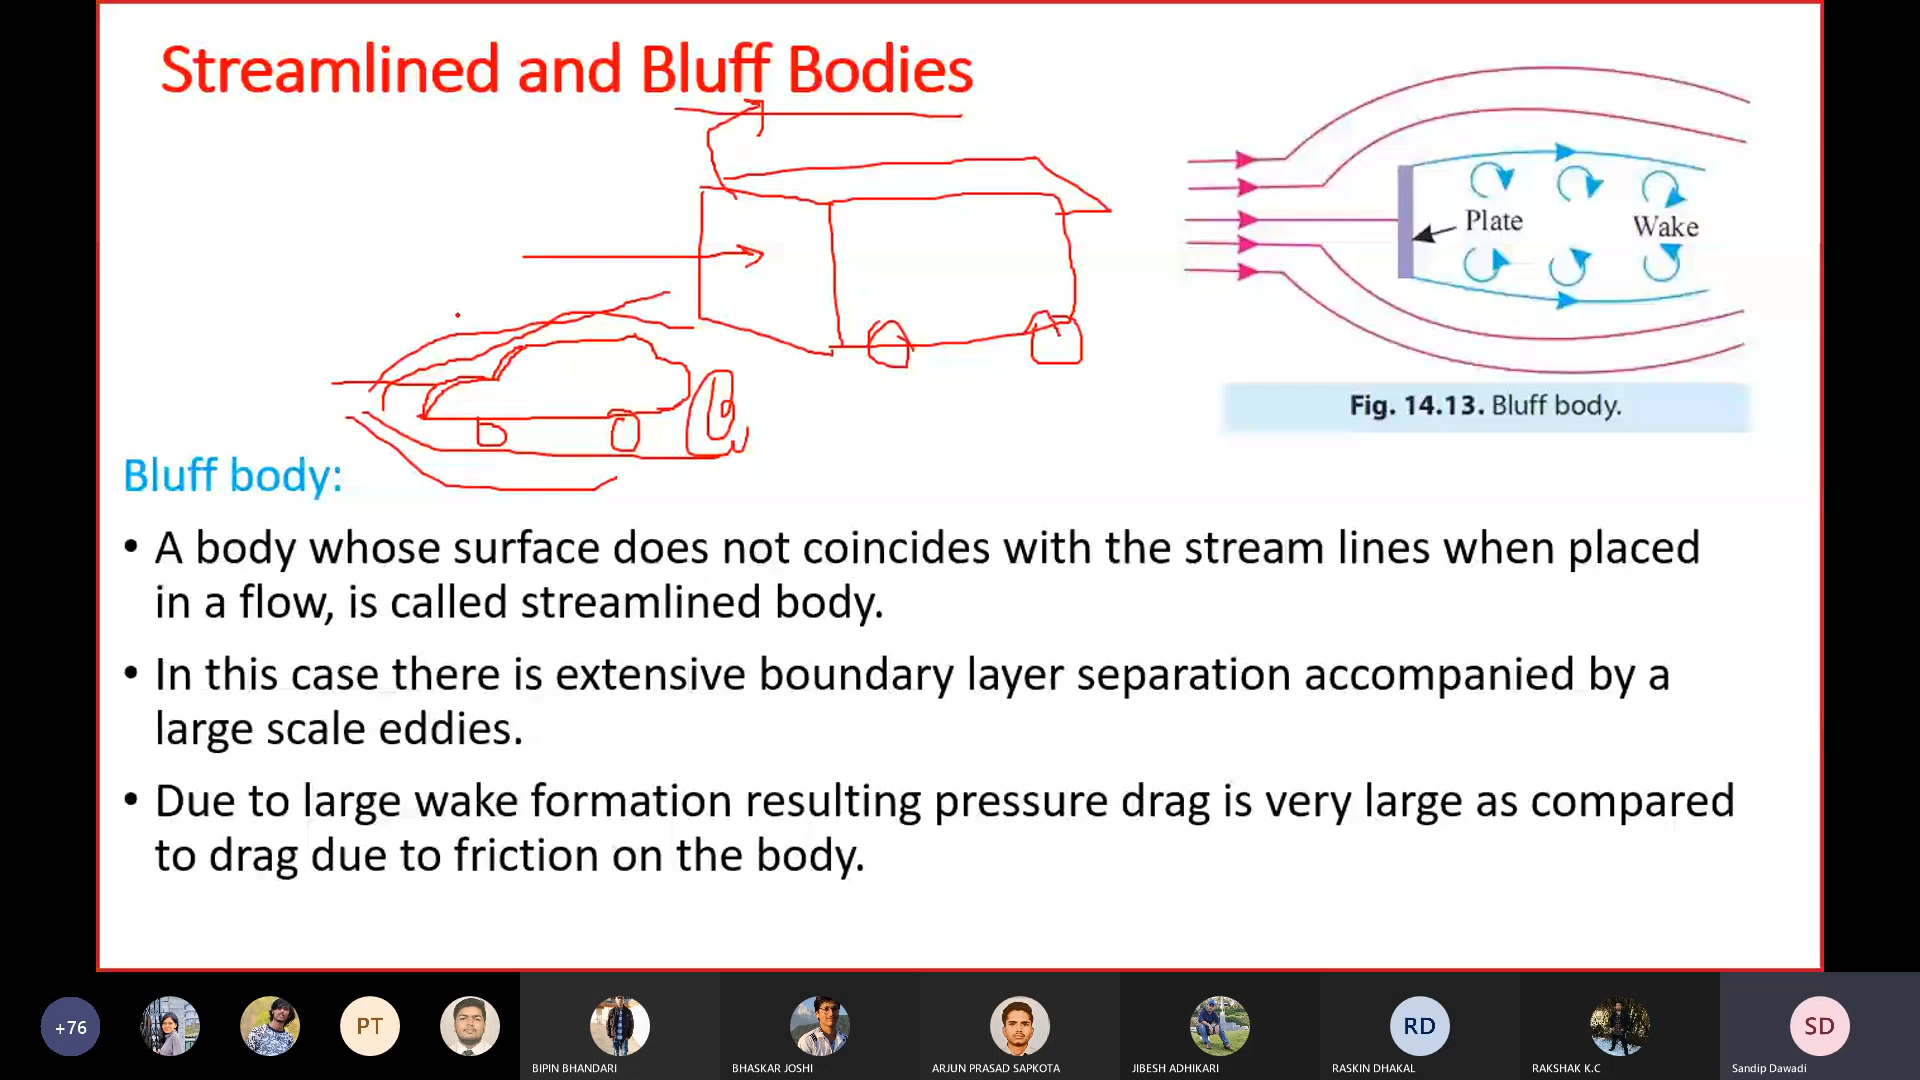 Streamlined and Bluff Bodies
Plate
Wake
Fig. 14.13. Bluff body.
Bluff body:
• A body whose surface does not coincides with the stream lines when placed
in a flow, is called streamlined body.
• In this case there is extensive boundary layer separation accompanied by a
large scale eddies.
• Due to large wake formation resulting pressure drag is very large as compared
to drag due to friction on the body.
+76
PT
RD
SD
BIPIN BHANDARI
BHASKAR JOSHI
ARJUN PRASAD SAPKOTA
JIBESH ADHIKARI
RASKIN DHAKAL
RAKSHAK K.C
Sandip Dawadi